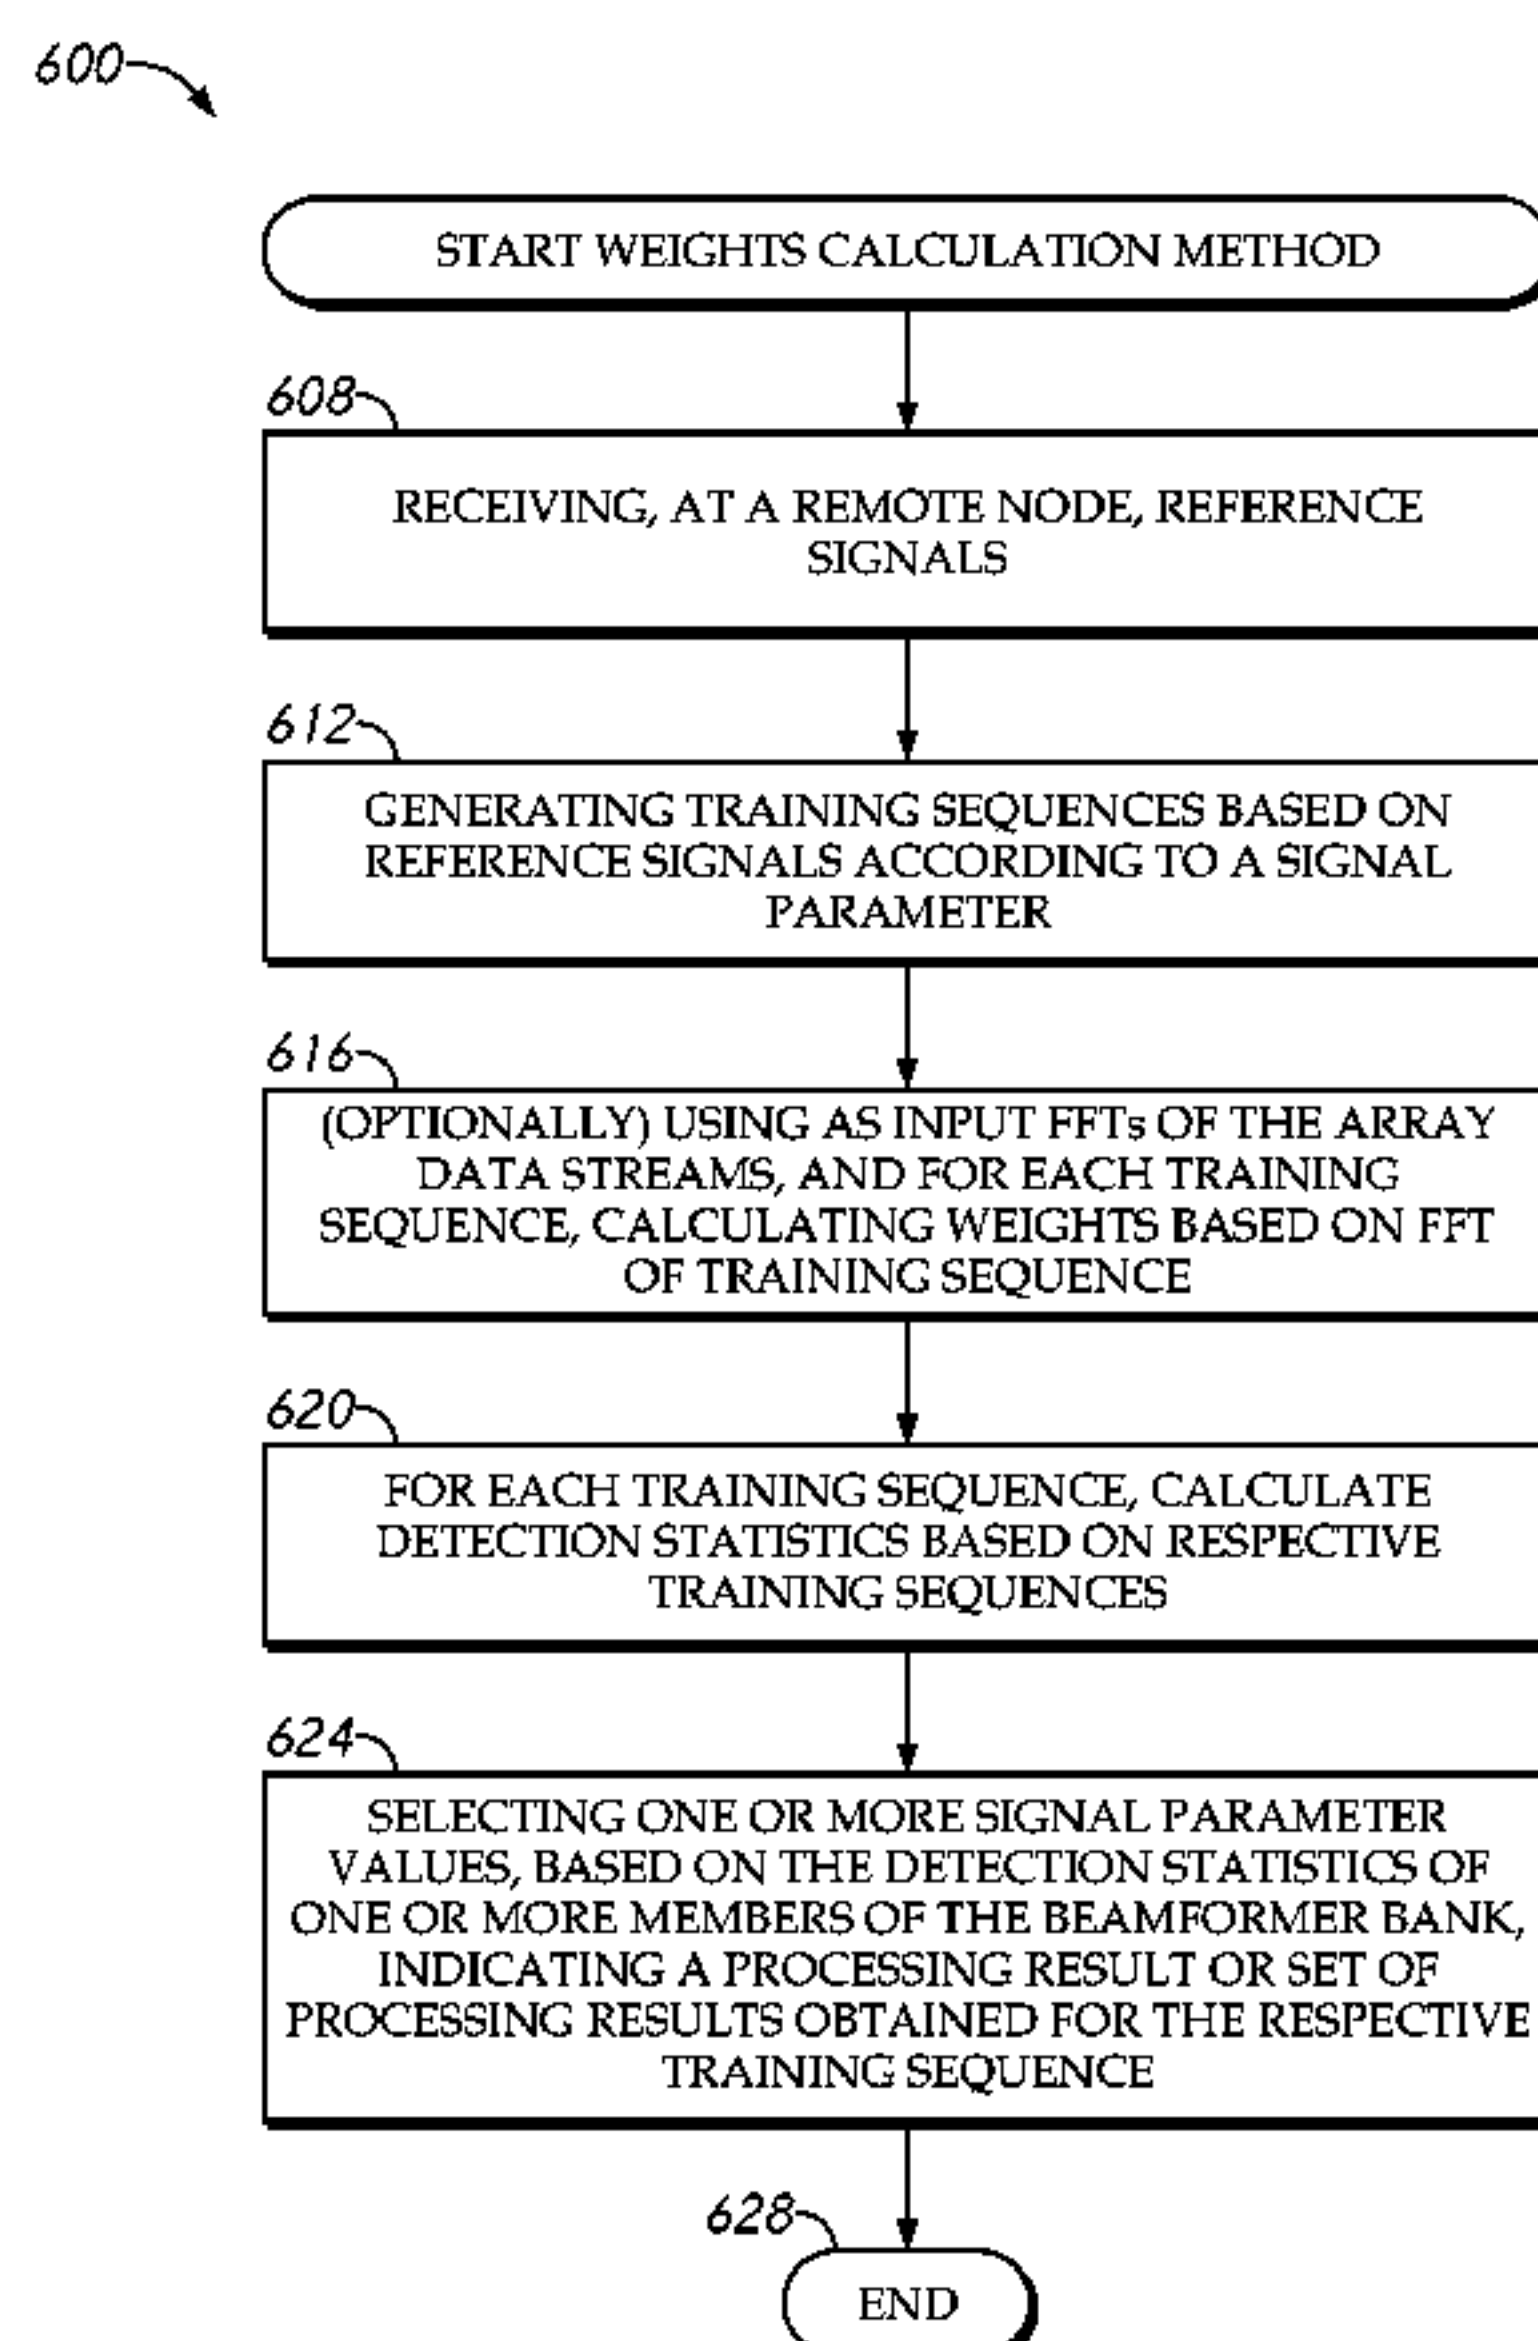 600
START WEIGHTS CALCULATION METHOD
608
RECEIVING, AT A REMOTE NODE, REFERENCE
SIGNALS
612
GENERATING TRAINING SEQUENCES BASED ON
REFERENCE SIGNALS ACCORDING TO A SIGNAL
PARAMETER
616
(OPTIONALLY) USING AS INPUT FFTs OF THE ARRAY
DATA STREAMS, AND FOR EACH TRAINING
SEQUENCE, CALCULATING WEIGHTS BASED ON FFT
OF TRAINING SEQUENCE
620
FOR EACH TRAINING SEQUENCE, CALCULATE
DETECTION STATISTICS BASED ON RESPECTIVE
TRAINING SEQUENCES
624
SELECTING ONE OR MORE SIGNAL PARAMETER
VALUES, BASED ON THE DETECTION STATISTICS OF
ONE OR MORE MEMBERS OF THE BEAMFORMER BANK,
INDICATING A PROCESSING RESULT OR SET OF
PROCESSING RESULTS OBTAINED FOR THE RESPECTIVE
TRAINING SEQUENCE
628
END